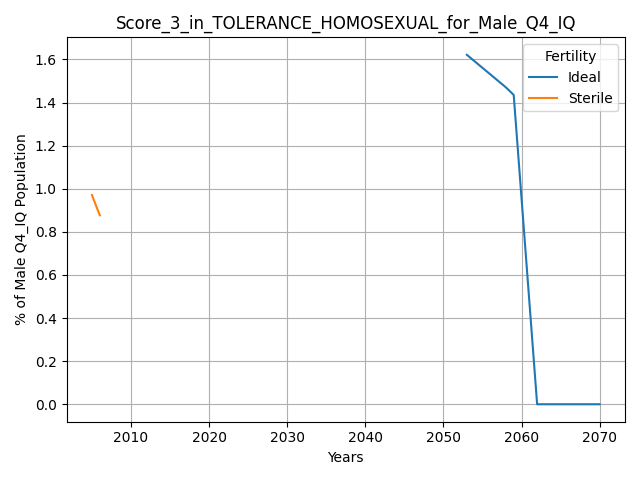 Score_3_in_TOLERANCE_HOMOSEXUAL_for_Male_Q4_IQ
Fertility
Ideal
Sterile
% of Male Q4_IQ Population
1.6
1.4
1.2
1.0
0.8
0.6
0.4
0.2
0.0
2010 2020 2030 2040 2050 2060 2070
Years